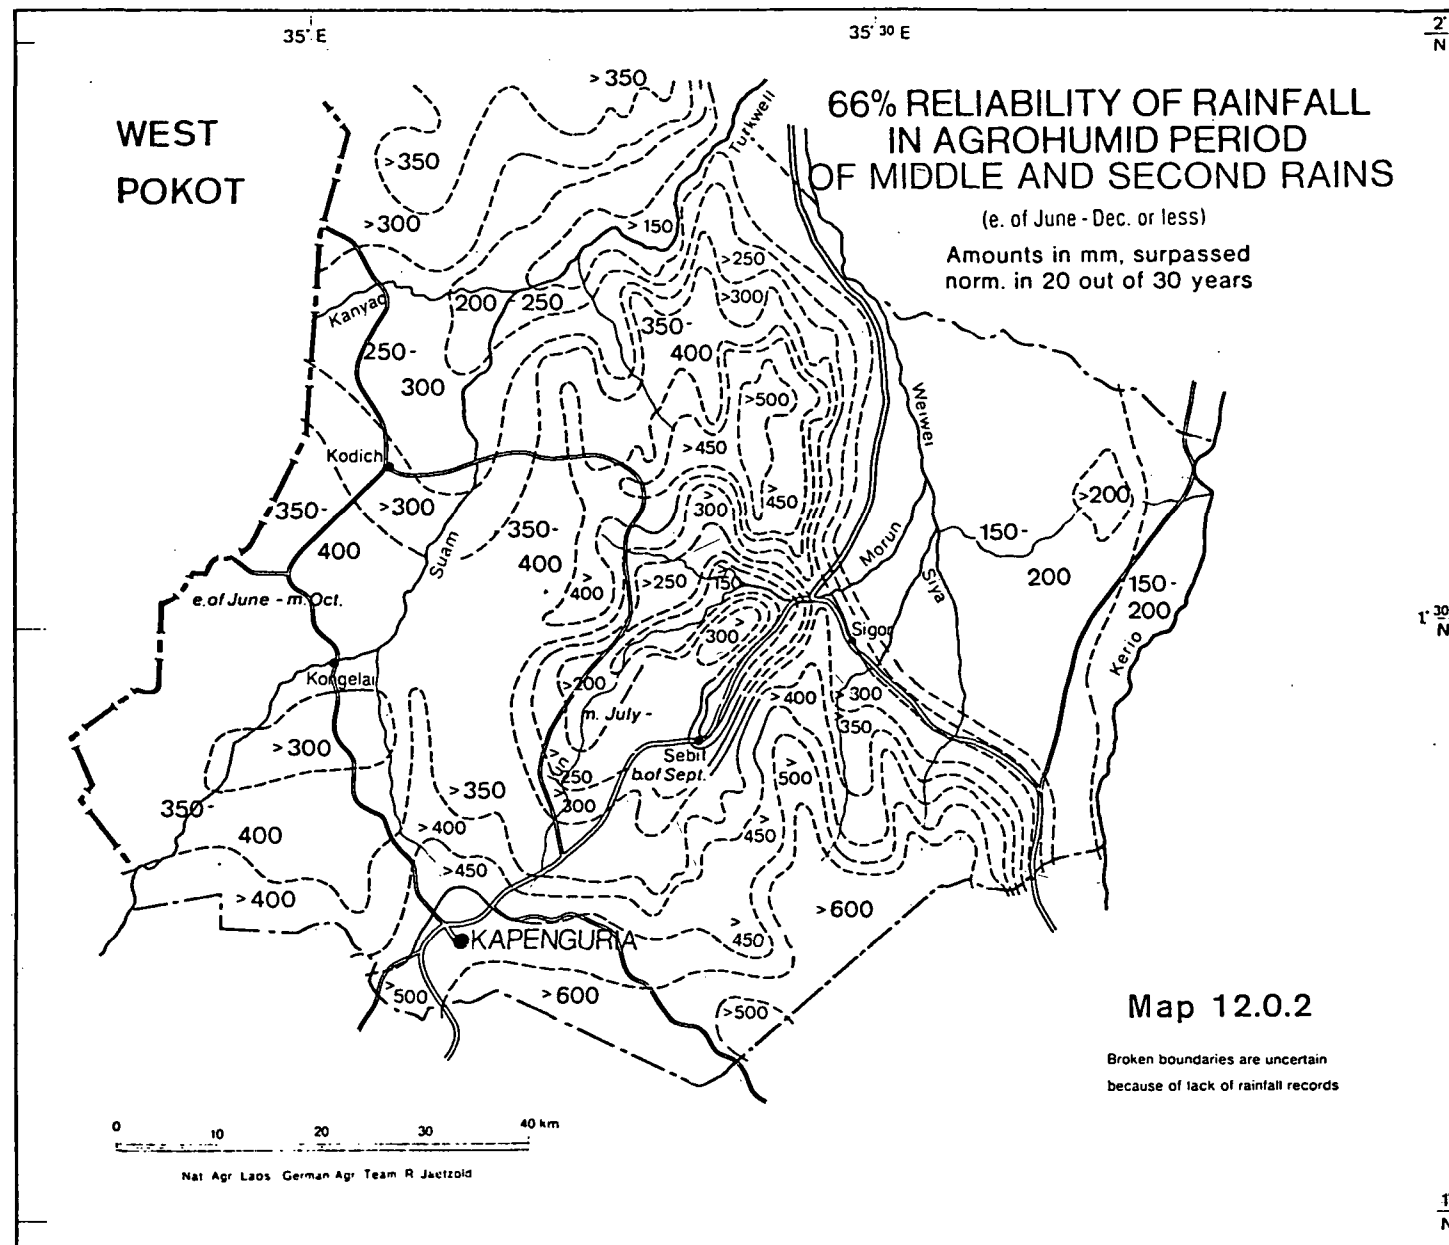 35° E
35° 30 E
2°
N
WEST
POKOT
66% RELIABILITY OF RAINFALL
IN AGROHUMID PERIOD
OF MIDDLE AND SECOND RAINS
(e. of June - Dec. or less)
Amounts in mm, surpassed
norm. in 20 out of 30 years
> 350
>350
>300
Turkwell
> 150
>250
>300
Kanyao
200 - 250
350-
400
250-
300
>500
Weiwei
>450
Kodich
>300
350-
400
Suam
350-
400
>
300
>
450
>200
150-
200
Morun
Siya
150-
200
Kerio
>
400
>250
>150
e. of June - m. Oct.
300>
Sigor
1° 30
N
Kongelai
>200
m. July -
>400
> 300
>350
>300
Sebit
b. of Sept.
>
250
>
300
>
500
350-
400
>350
>400
>450
>
450
>400
>600
>
450
KAPENGURIA
>
500
>600
>500
Map 12.0.2
Broken boundaries are uncertain
because of lack of rainfall records
0 10 20 30 40 km
Nat Agr Labs German Agr Team R Jaetzold
1°
N